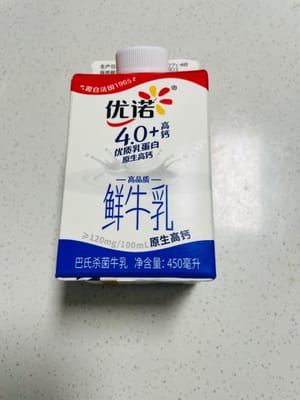 源自法国1965
优诺®
4.0+高钙
优质乳蛋白
原生高钙
高品质
鲜牛乳
≥120mg/100mL 原生高钙
巴氏杀菌牛乳 净含量: 450毫升